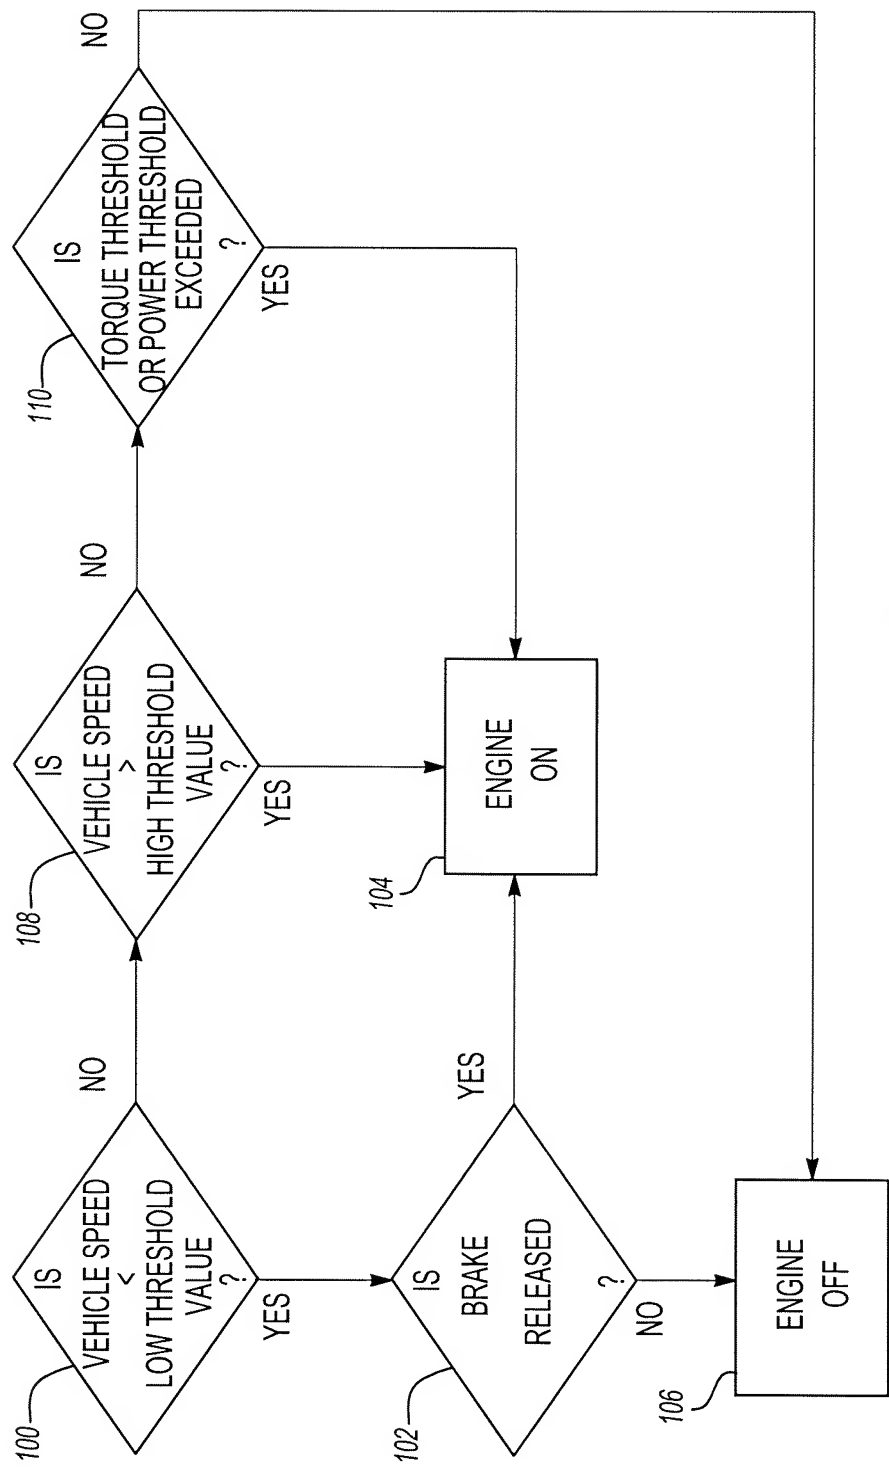 100
IS
VEHICLE SPEED
<
LOW THRESHOLD
VALUE
?
NO
YES
108
IS
VEHICLE SPEED
>
HIGH THRESHOLD
VALUE
?
NO
YES
110
IS
TORQUE THRESHOLD
OR POWER THRESHOLD
EXCEEDED
?
NO
YES
102
IS
BRAKE
RELEASED
?
YES
NO
104
ENGINE
ON
106
ENGINE
OFF